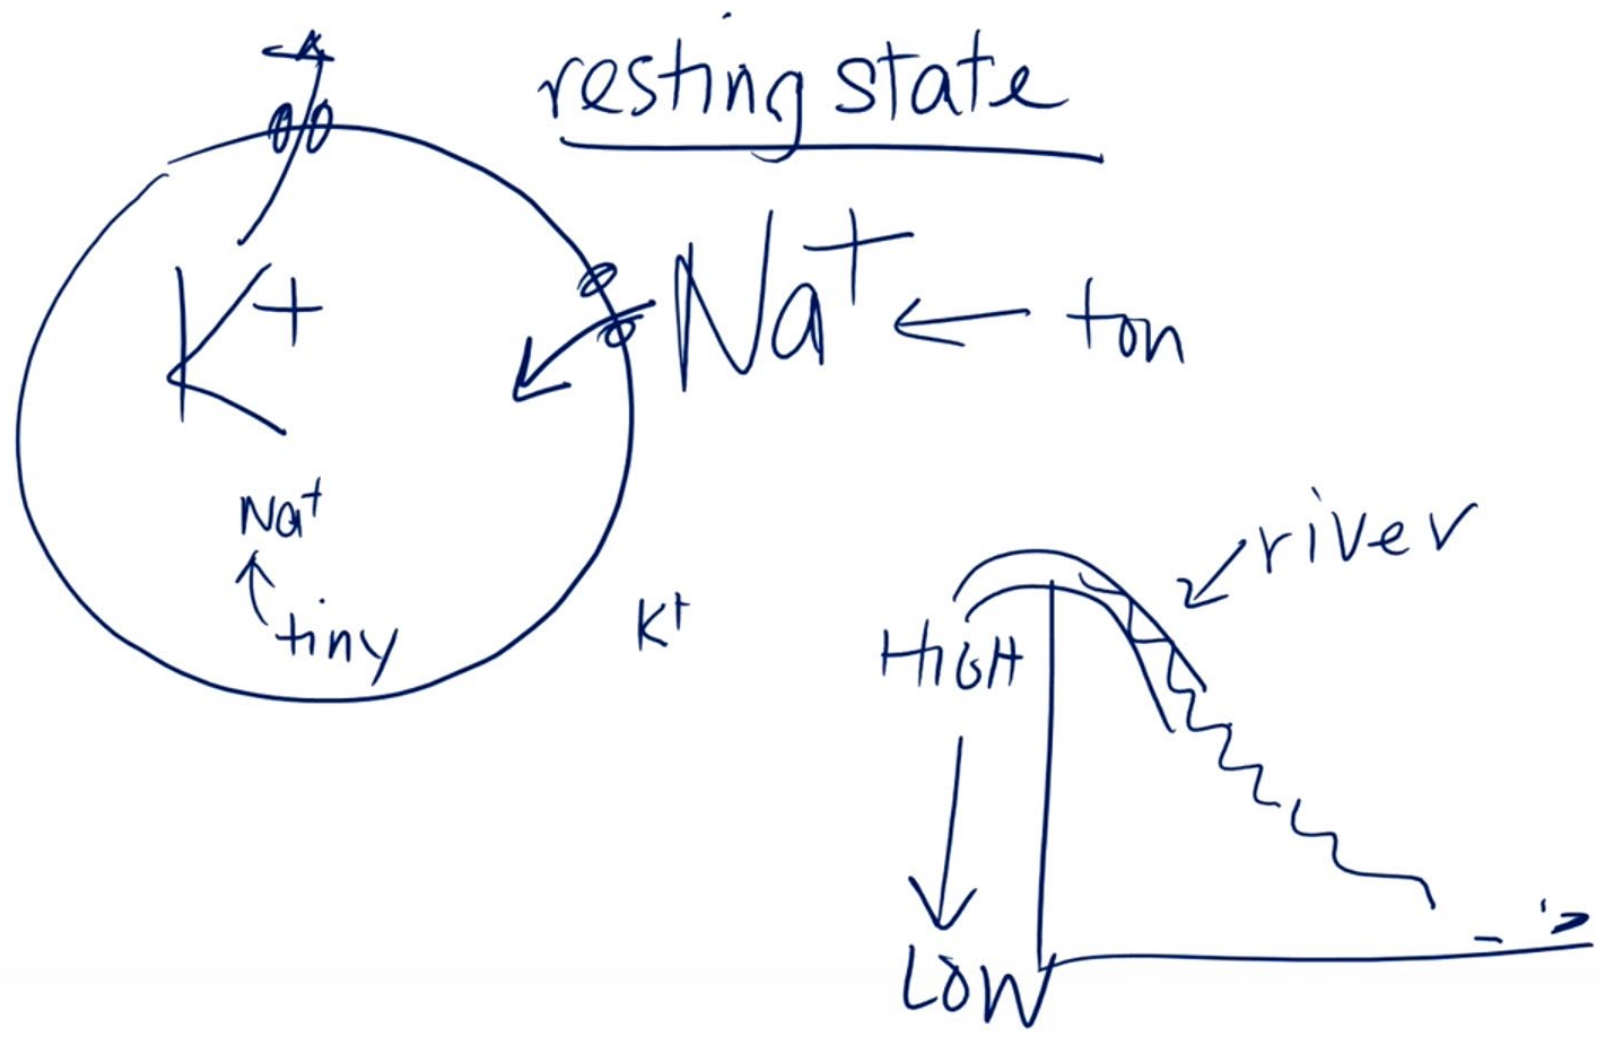 resting state
K+
Na+ ← ton
Na+
↑
tiny
K+
river
HIGH
↓
LOW